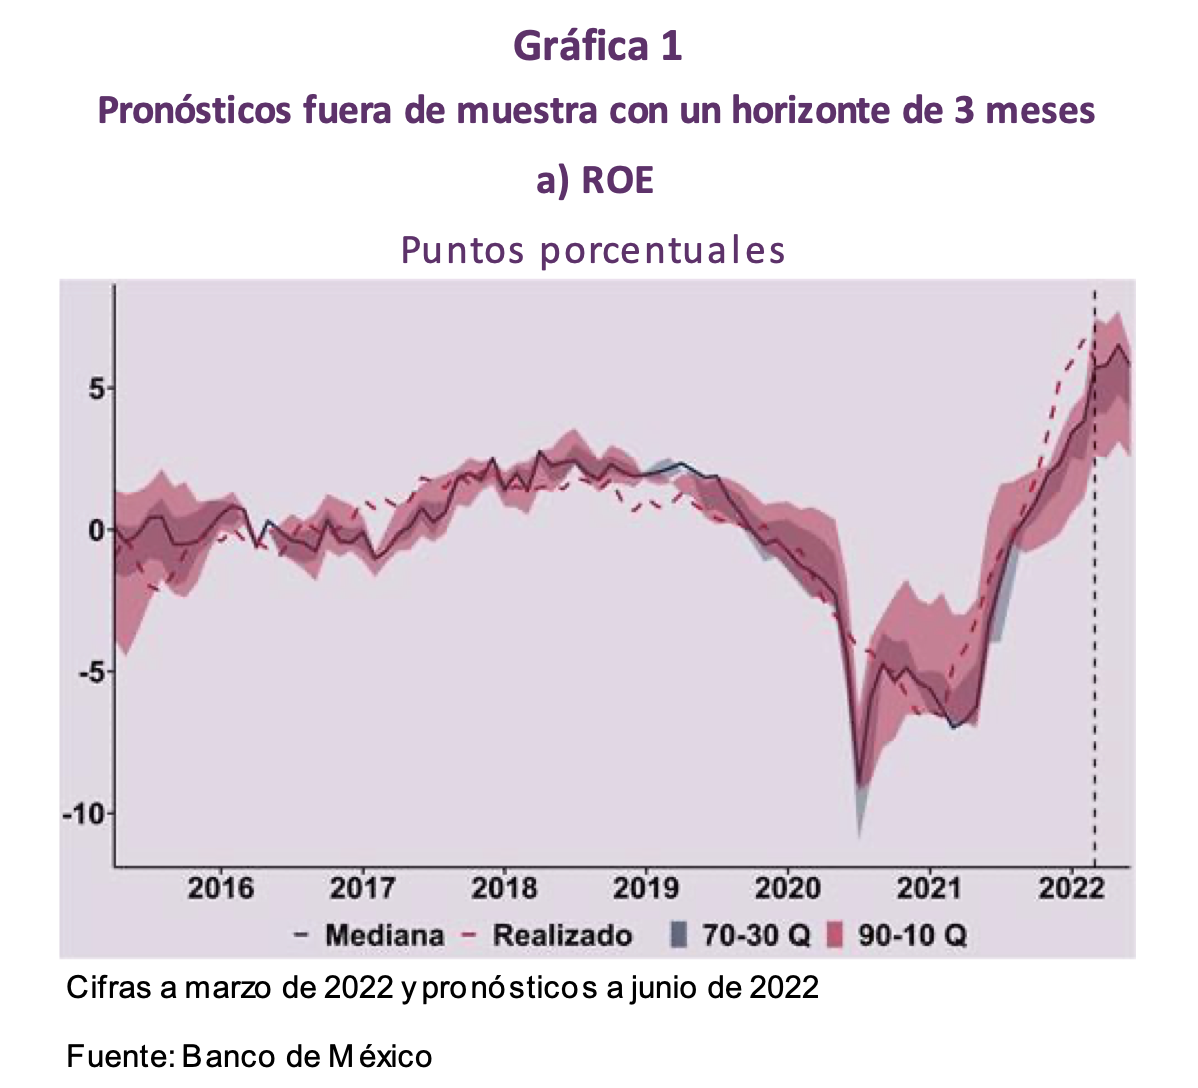 Gráfica 1
Pronósticos fuera de muestra con un horizonte de 3 meses
a) ROE
Puntos porcentuales
5
0
-5
-10
2016 2017 2018 2019 2020 2021 2022
Mediana Realizado 70-30 Q 90-10 Q
Cifras a marzo de 2022 y pronósticos a junio de 2022
Fuente: Banco de México